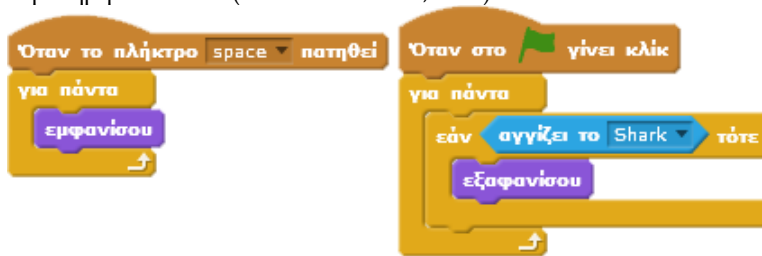 Όταν το πλήκτρο space πατηθεί
για πάντα
εμφανίσου
Όταν στο γίνει κλίκ
για πάντα
εάν αγγίζει το Shark τότε
εξαφανίσου